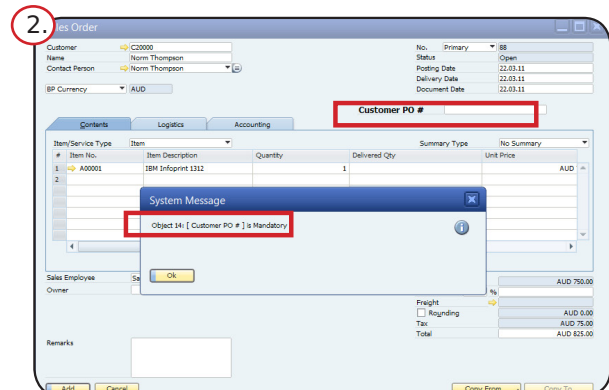 2.
les Order
Customer C20000 No. Primary 88
Name Norm Thompson Status Open
Contact Person Norm Thompson Posting Date 22.03.11
Delivery Date 22.03.11
BP Currency AUD Document Date 22.03.11
Customer PO #
Contents Logistics Accounting
Item/Service Type Item Summary Type No Summary
# Item No. Item Description Quantity Delivered Qty Unit Price
1 A00001 IBM Infoprint 1312 1 AUD
2
System Message
Object 14: [ Customer PO # ] is Mandatory
Ok
Sales Employee Sa AUD 750.00
Owner %
Freight
Rounding AUD 0.00
Tax AUD 75.00
Remarks Total AUD 825.00
Add Cancel Copy From Copy To